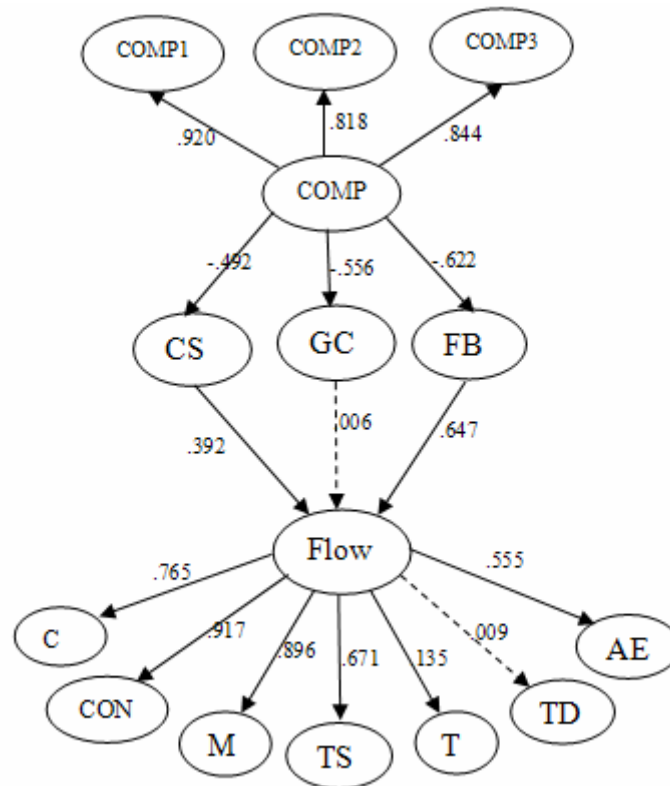 COMP1
COMP2
COMP3
.920
.818
.844
COMP
-.492
-.556
-.622
CS
GC
FB
.392
.006
.647
Flow
.765
.917
.896
.671
.135
.009
.555
C
CON
M
TS
T
TD
AE